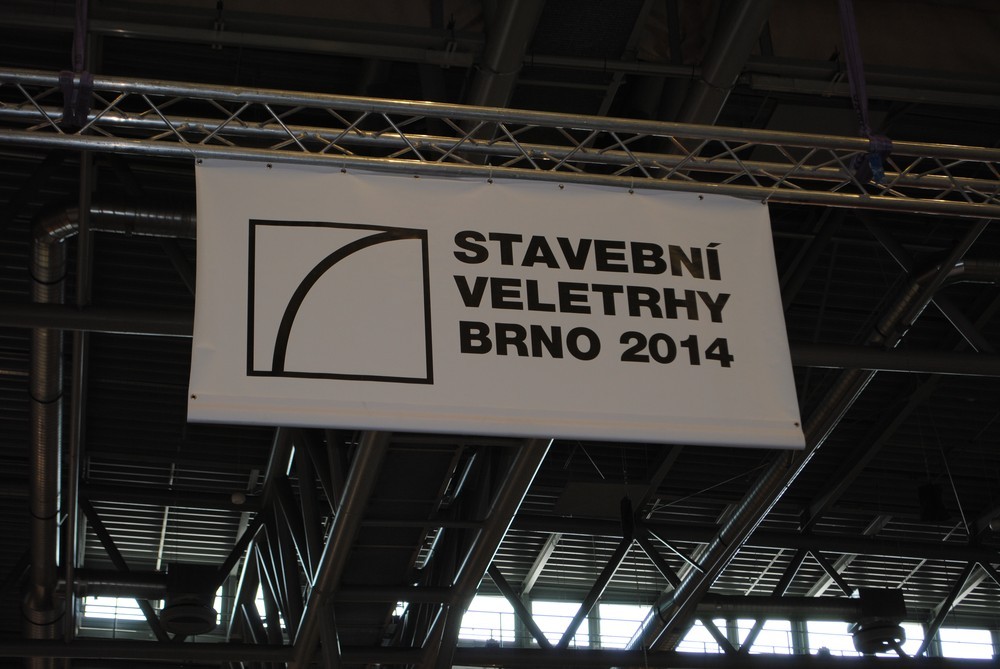 STAVEBNÍ
VELETRHY
BRNO 2014